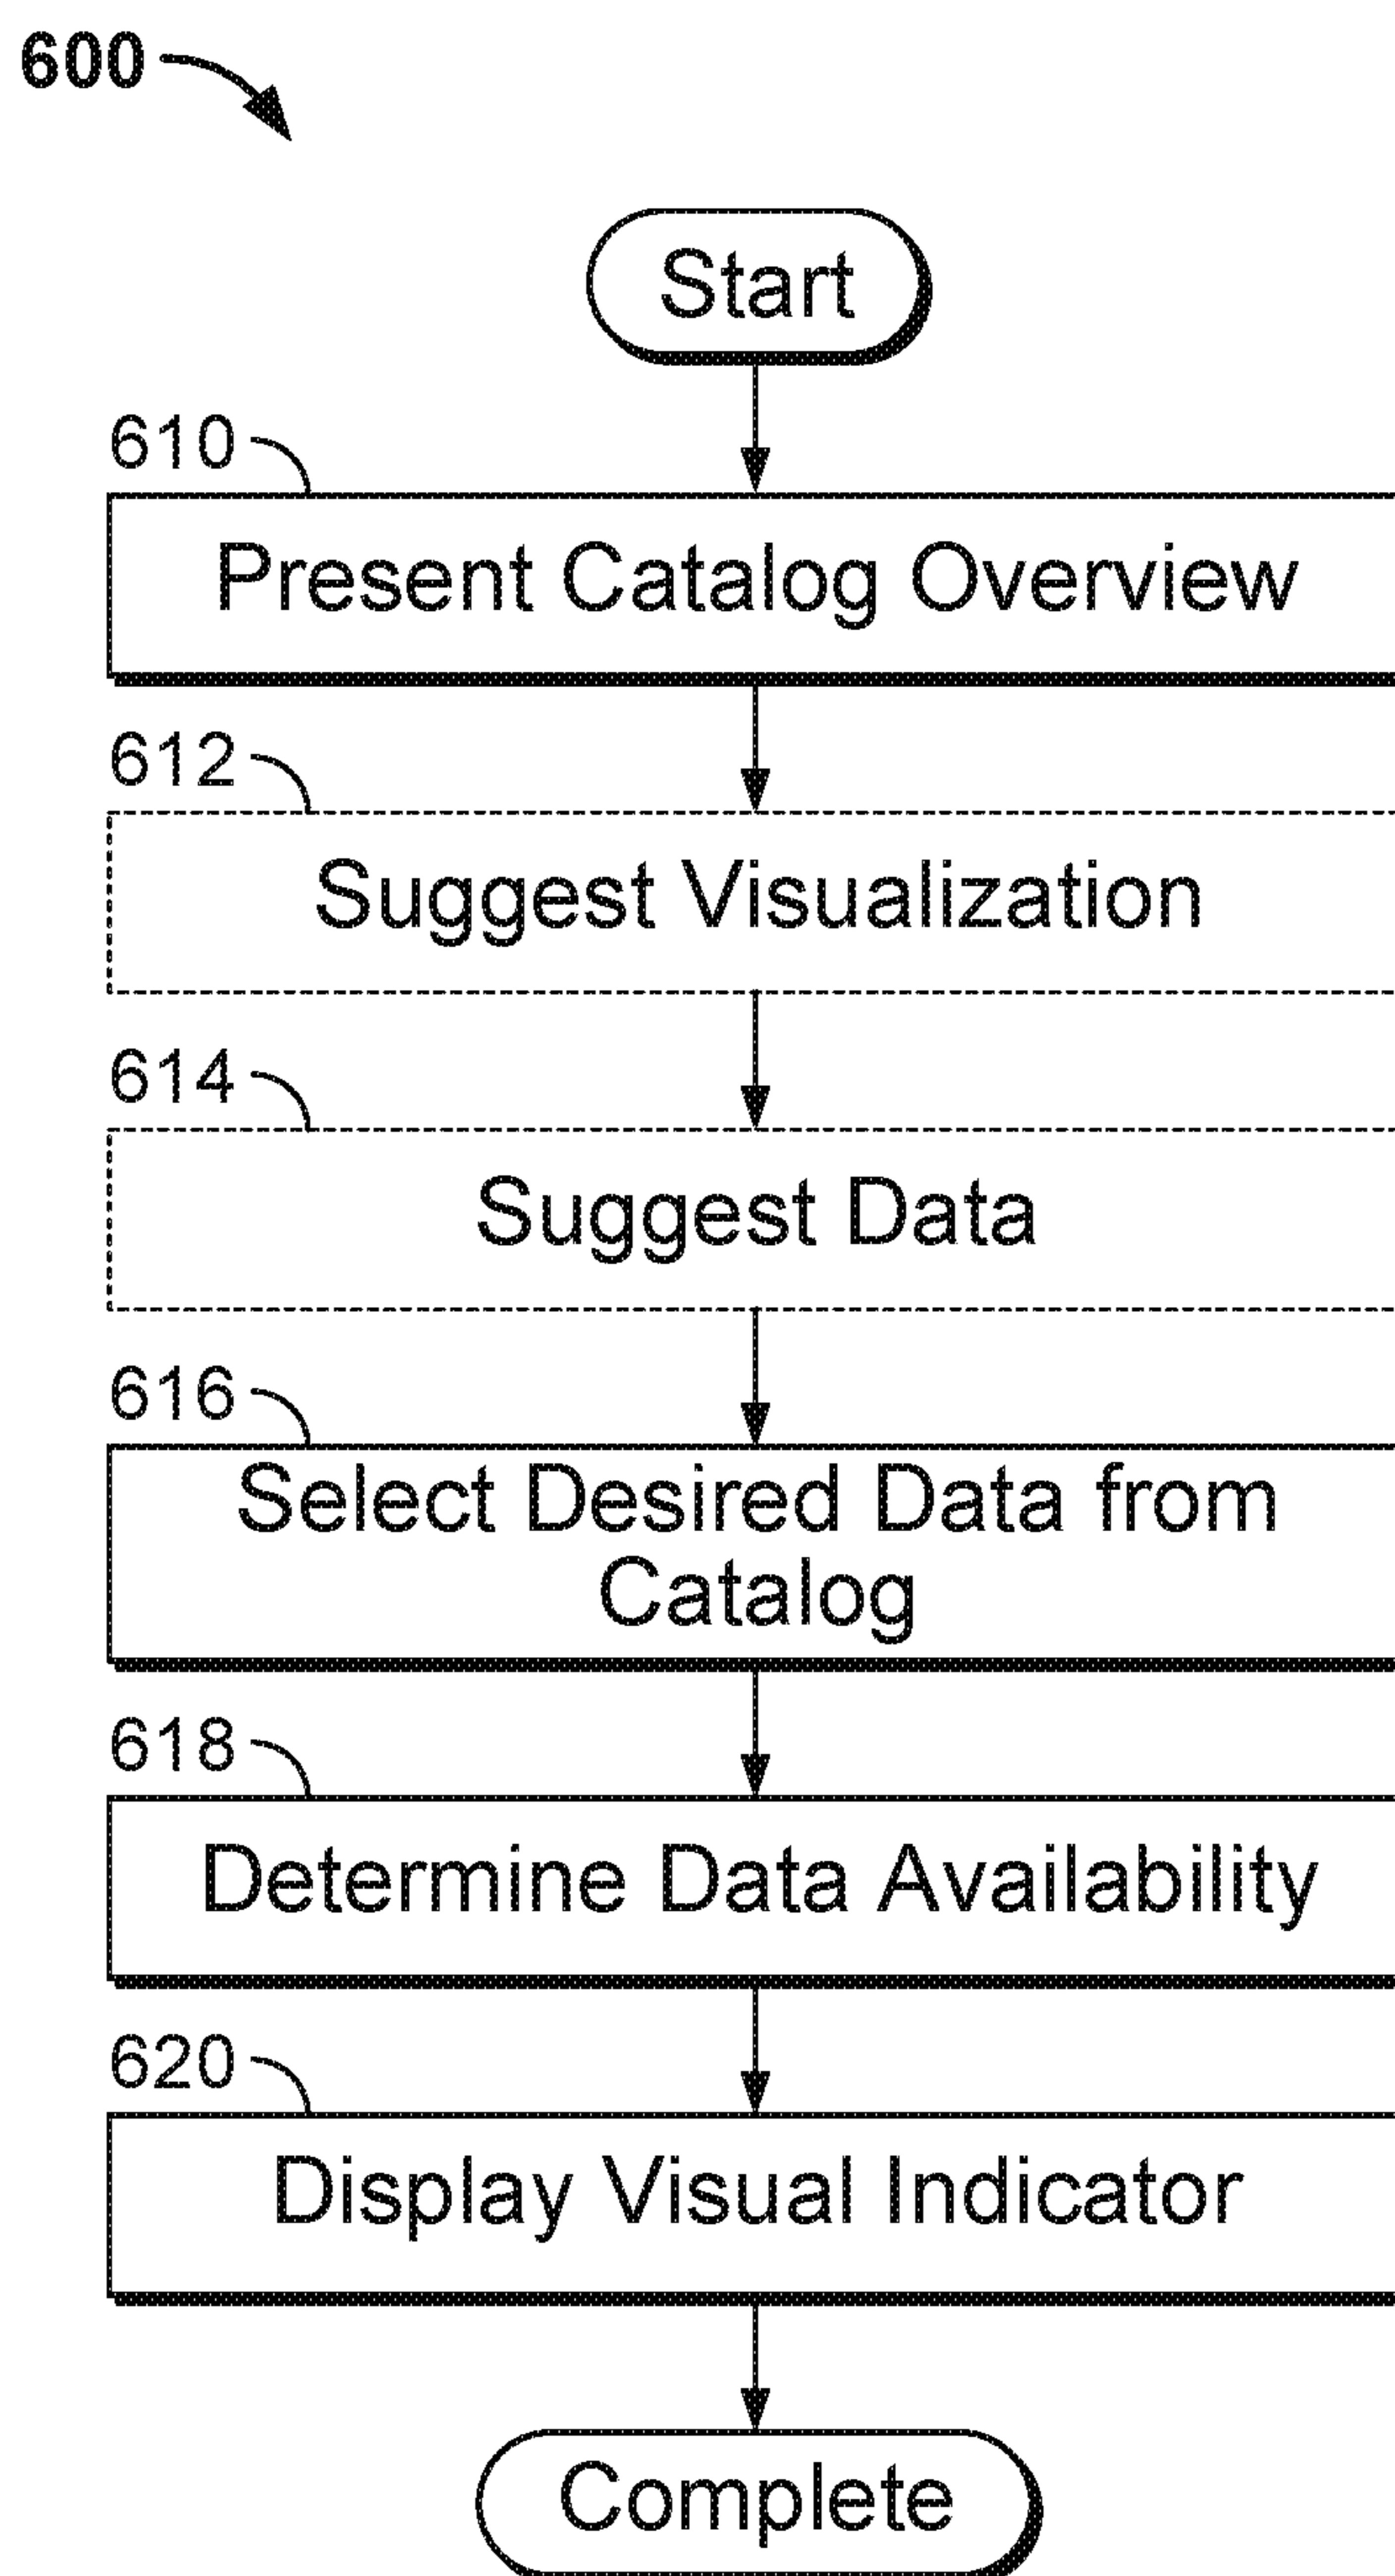 600
Start
610
Present Catalog Overview
612
Suggest Visualization
614
Suggest Data
616
Select Desired Data from
Catalog
618
Determine Data Availability
620
Display Visual Indicator
Complete